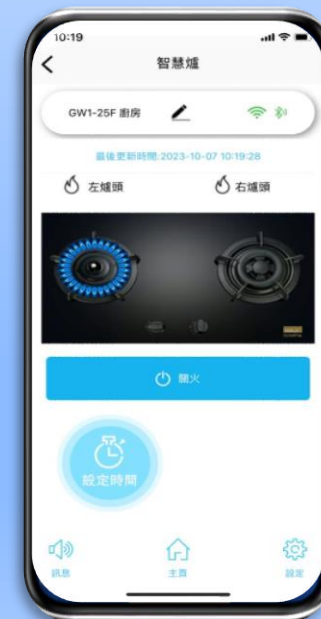 10:19
智慧爐
GW1-25F 廚房
最後更新時間:2023-10-07 10:19:28
左爐頭
右爐頭
關火
設定時間
訊息
主頁
設定